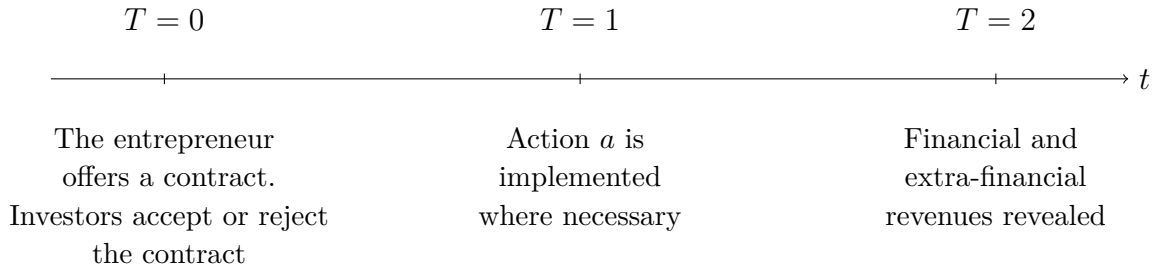 T = 0
T = 1
T = 2
t
The entrepreneur
offers a contract.
Investors accept or reject
the contract
Action a is
implemented
where necessary
Financial and
extra-financial
revenues revealed